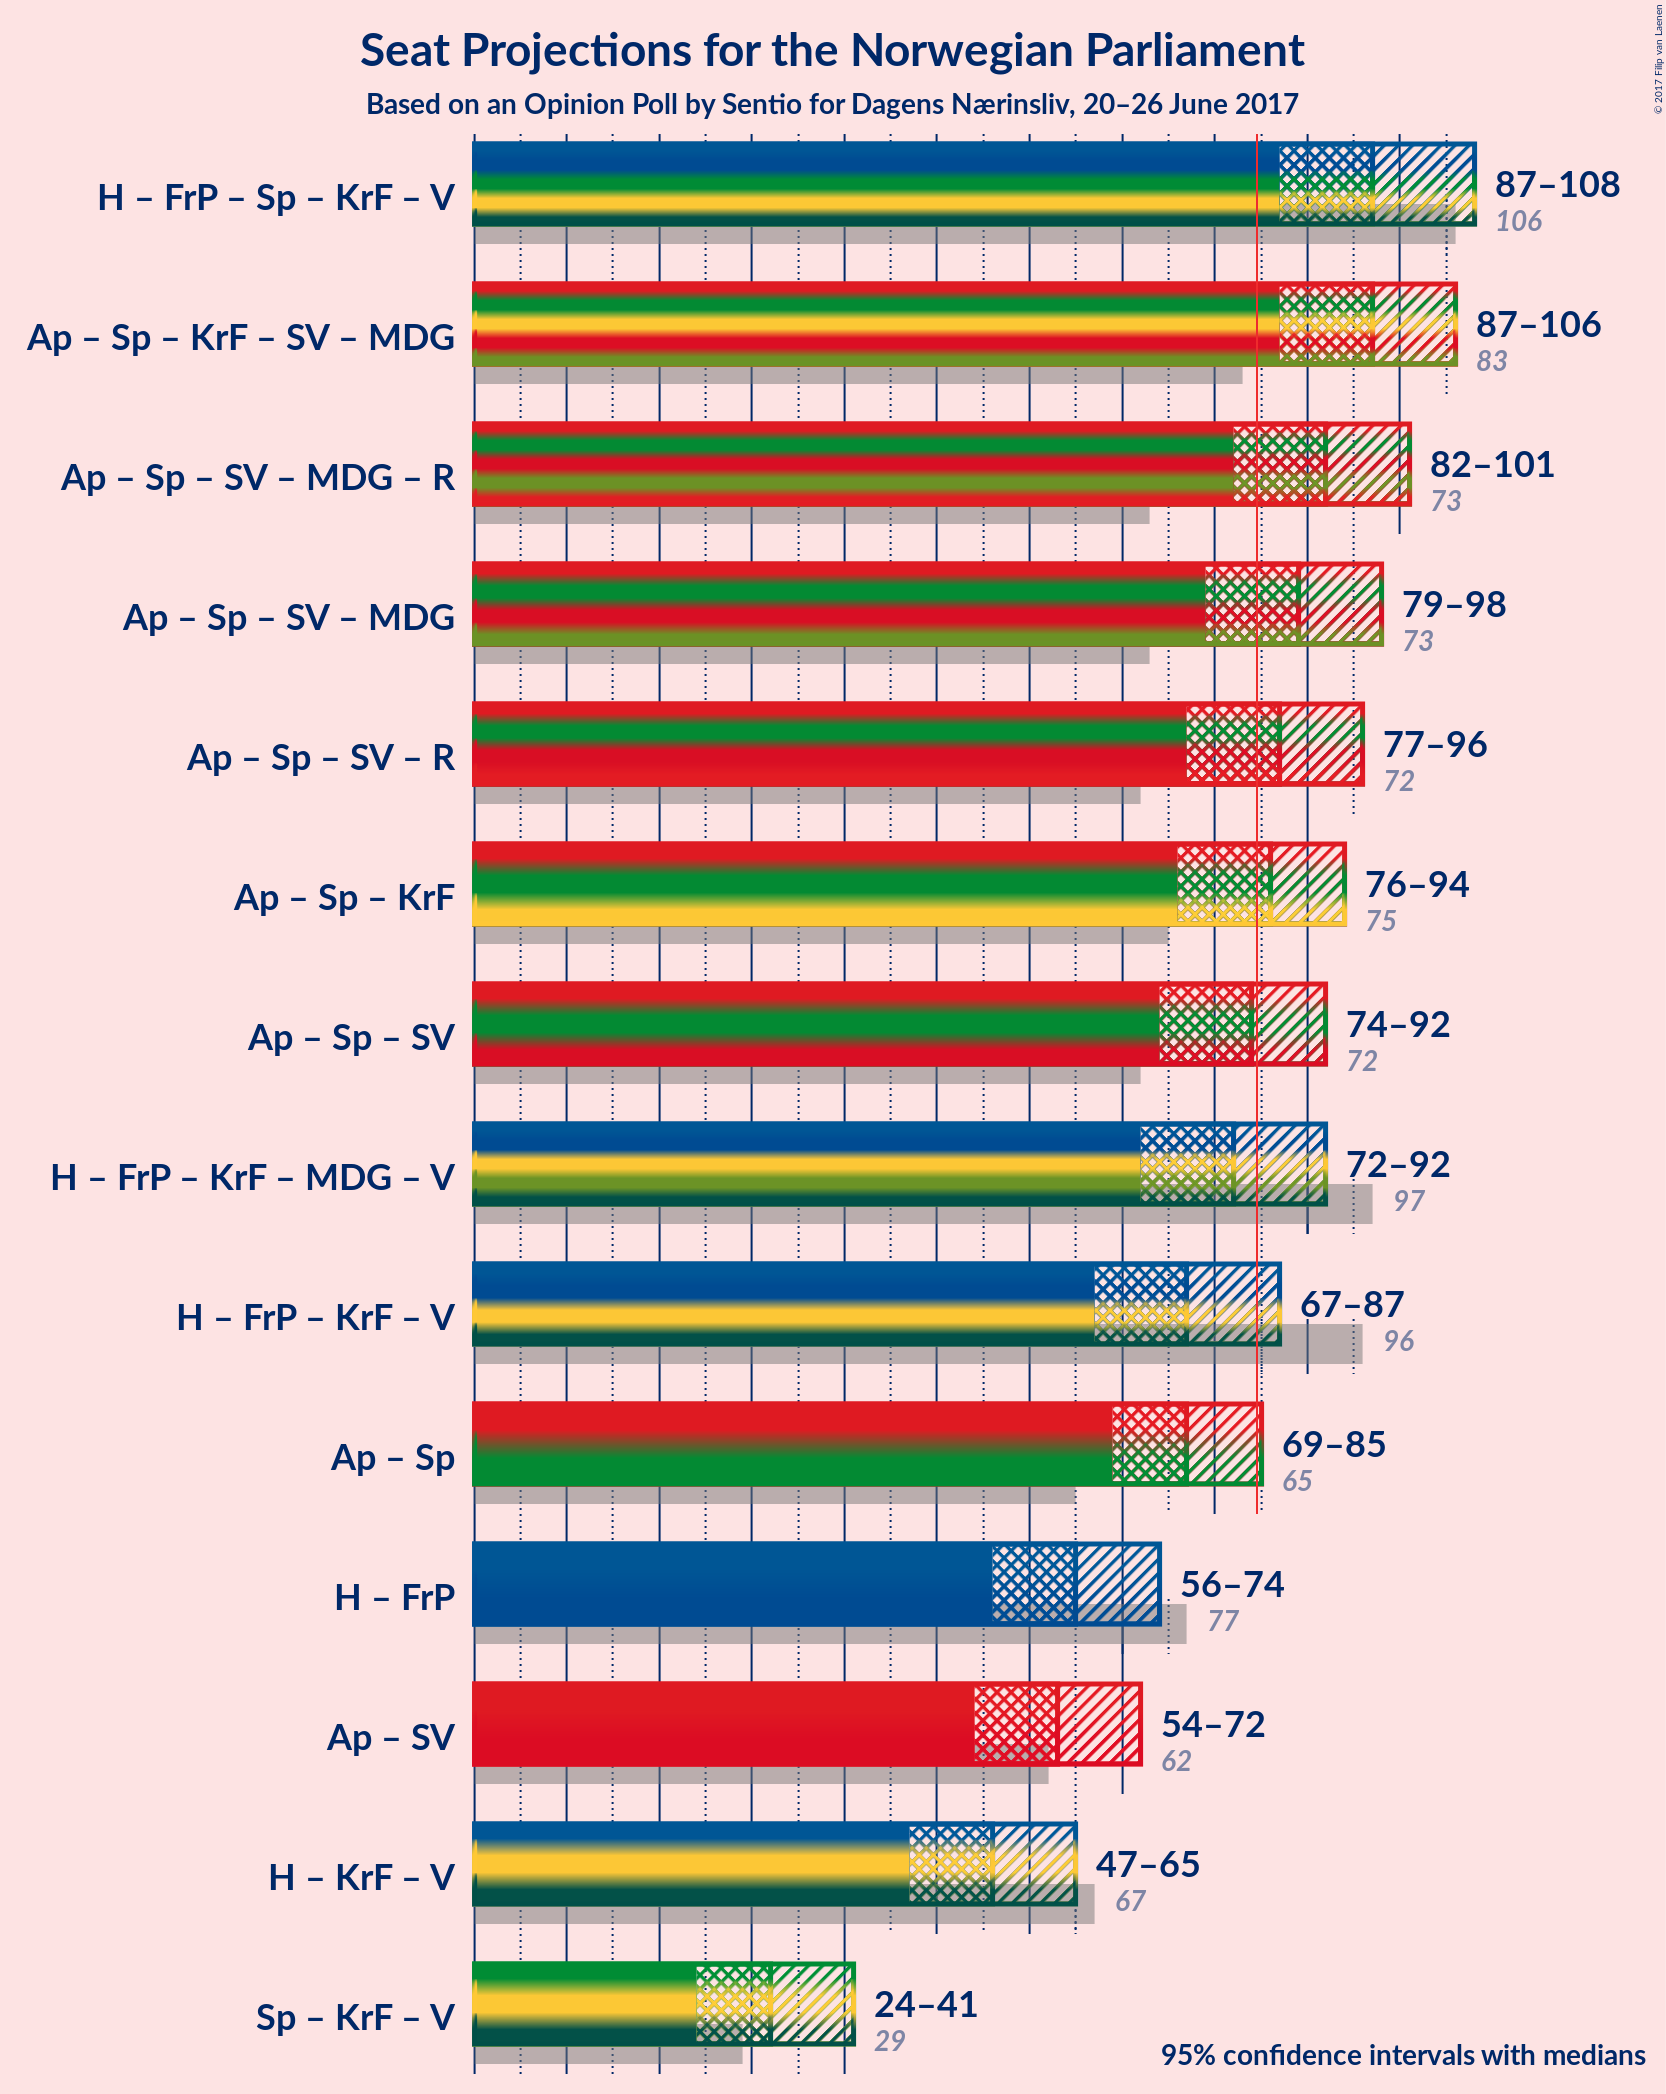 Seat Projections for the Norwegian Parliament
Based on an Opinion Poll by Sentio for Dagens Nærinsliv, 20–26 June 2017
© 2017 Filip van Laenen
H – FrP – Sp – KrF – V
87–108
106
Ap – Sp – KrF – SV – MDG
87–106
83
Ap – Sp – SV – MDG – R
82–101
73
Ap – Sp – SV – MDG
79–98
73
Ap – Sp – SV – R
77–96
72
Ap – Sp – KrF
76–94
75
Ap – Sp – SV
74–92
72
H – FrP – KrF – MDG – V
72–92
97
H – FrP – KrF – V
67–87
96
Ap – Sp
69–85
65
H – FrP
56–74
77
Ap – SV
54–72
62
H – KrF – V
47–65
67
Sp – KrF – V
24–41
29
95% confidence intervals with medians